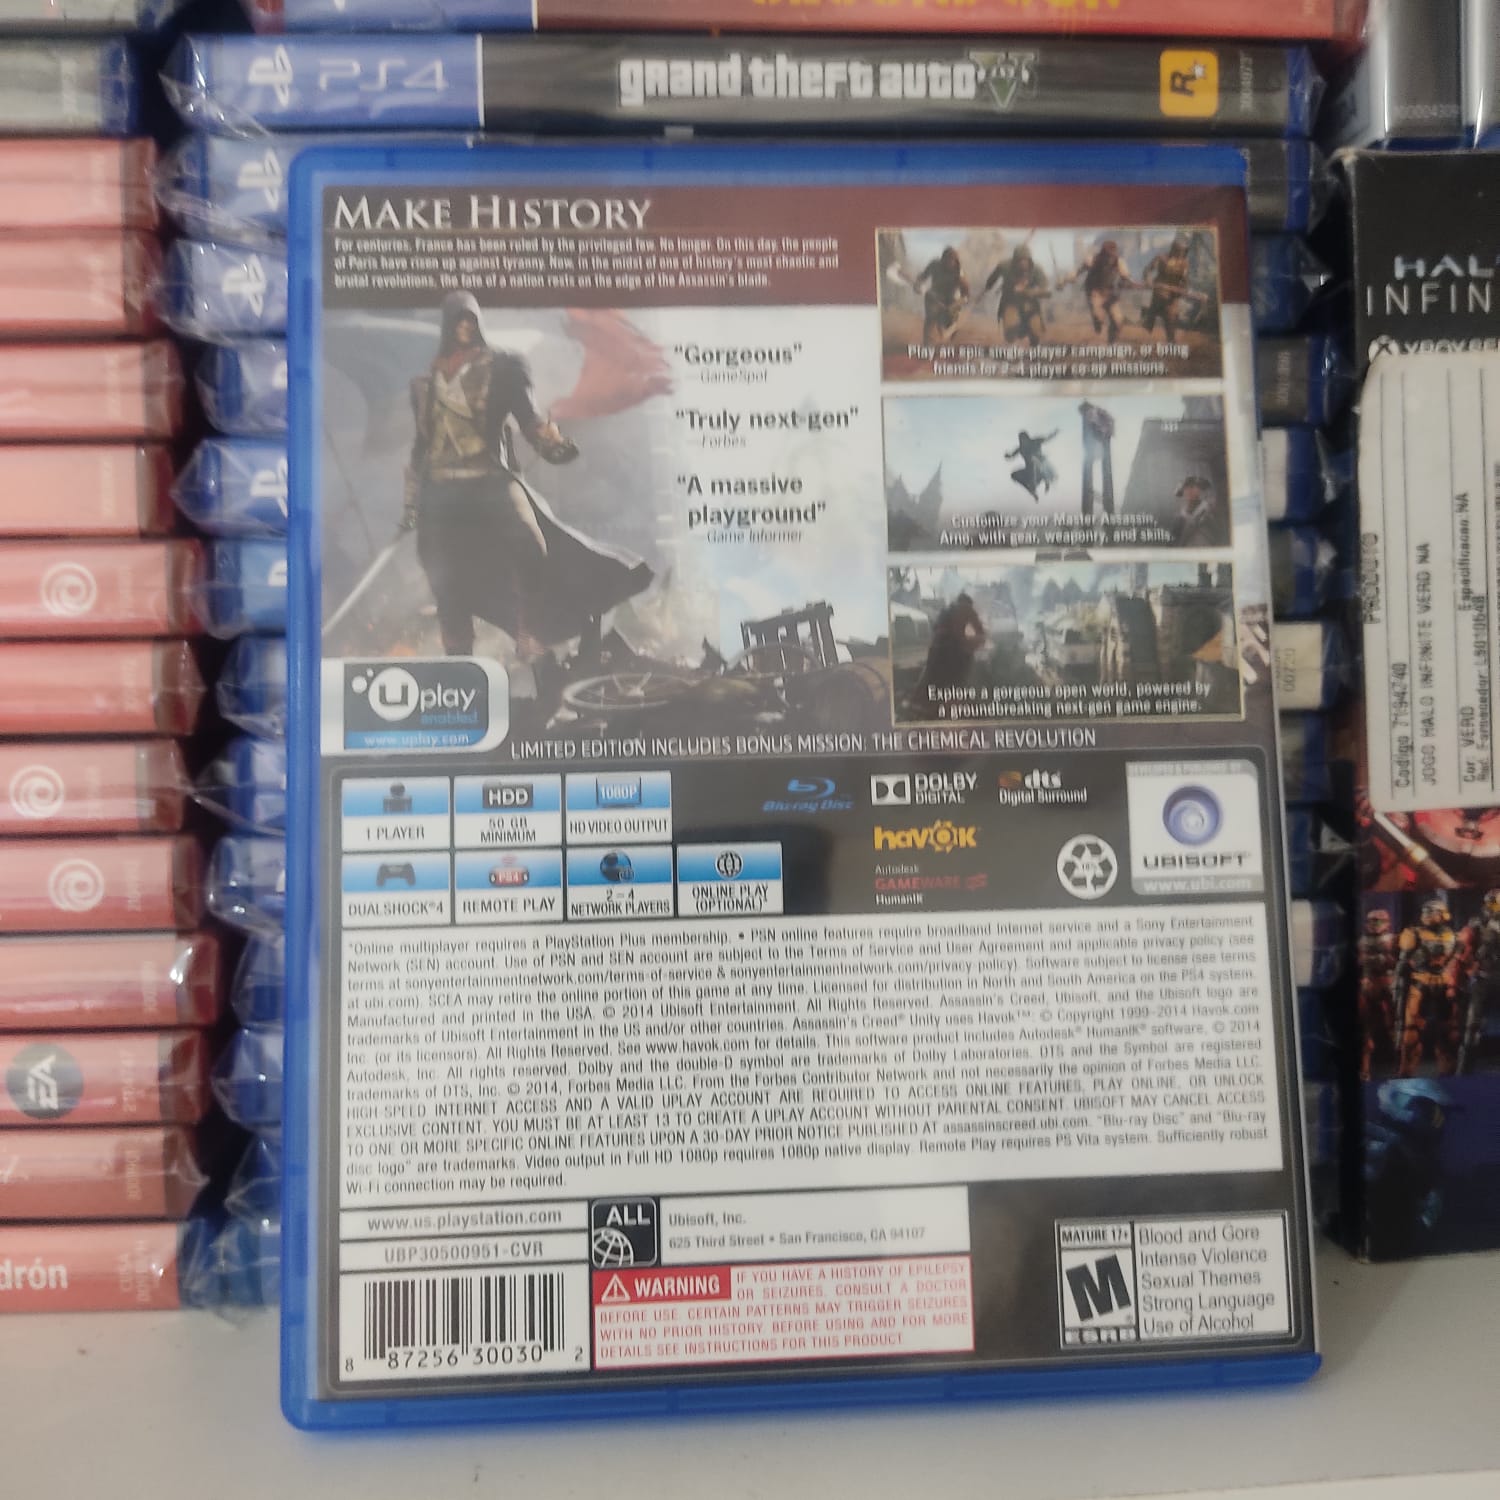 PS4
grand theft auto V
R
MAKE HISTORY
For centuries, France has been ruled by the privileged few. No longer. On this day, the people
of Paris have risen up against tyranny. Now, in the midst of one of history's most chaotic and
brutal revolutions, the fate of a nation rests on the edge of the Assassin's blade.
"Gorgeous"
—GameSpot
"Truly next-gen"
—Forbes
"A massive
playground"
Game Informer
Play an epic single-player campaign, or bring
friends for 2-4 player co-op missions.
Customize your Master Assassin,
Arno, with gear, weaponry, and skills.
Explore a gorgeous open world, powered by
a groundbreaking next-gen game engine.
uplay
enabled
www.uplay.com
LIMITED EDITION INCLUDES BONUS MISSION: THE CHEMICAL REVOLUTION
1 PLAYER
HDD
50 GB
MINIMUM
1080P
HD VIDEO OUTPUT
DUALSHOCK®4
PS4
REMOTE PLAY
2 – 4
NETWORK PLAYERS
ONLINE PLAY
(OPTIONAL)
Blu-ray Disc
DOLBY
DIGITAL
dts
Digital Surround
havok
Autodesk
GAMEWARE
HumanIK
UBISOFT
www.ubi.com
*Online multiplayer requires a PlayStation Plus membership. • PSN online features require broadband Internet service and a Sony Entertainment
Network (SEN) account. Use of PSN and SEN account are subject to the Terms of Service and User Agreement and applicable privacy policy (see
terms at sonyentertainmentnetwork.com/terms-of-service & sonyentertainmentnetwork.com/privacy-policy). Software subject to license (see terms
at ubi.com). SCEA may retire the online portion of this game at any time. Licensed for distribution in North and South America on the PS4 system.
Manufactured and printed in the USA. © 2014 Ubisoft Entertainment. All Rights Reserved. Assassin's Creed, Ubisoft, and the Ubisoft logo are
trademarks of Ubisoft Entertainment in the US and/or other countries. Assassin's Creed® Unity uses Havok™: © Copyright 1999–2014 Havok.com
Inc. (or its licensors). All Rights Reserved. See www.havok.com for details. This software product includes Autodesk® HumanIK® software, © 2014
Autodesk, Inc. All rights reserved. Dolby and the double-D symbol are trademarks of Dolby Laboratories. DTS and the Symbol are registered
trademarks of DTS, Inc. © 2014, Forbes Media LLC. From the Forbes Contributor Network and not necessarily the opinion of Forbes Media LLC.
HIGH-SPEED INTERNET ACCESS AND A VALID UPLAY ACCOUNT ARE REQUIRED TO ACCESS ONLINE FEATURES, PLAY ONLINE, OR UNLOCK
EXCLUSIVE CONTENT. YOU MUST BE AT LEAST 13 TO CREATE A UPLAY ACCOUNT WITHOUT PARENTAL CONSENT. UBISOFT MAY CANCEL ACCESS
TO ONE OR MORE SPECIFIC ONLINE FEATURES UPON A 30-DAY PRIOR NOTICE PUBLISHED AT assassinscreed.ubi.com. "Blu-ray Disc" and "Blu-ray
disc logo" are trademarks. Video output in Full HD 1080p requires 1080p native display. Remote Play requires PS Vita system. Sufficiently robust
Wi-Fi connection may be required.
www.us.playstation.com
UBP30500951-CVR
8 87256 30030 2
ALL
Ubisoft, Inc.
625 Third Street • San Francisco, CA 94107
WARNING
IF YOU HAVE A HISTORY OF EPILEPSY
OR SEIZURES, CONSULT A DOCTOR
BEFORE USE. CERTAIN PATTERNS MAY TRIGGER SEIZURES
WITH NO PRIOR HISTORY. BEFORE USING AND FOR MORE
DETAILS SEE INSTRUCTIONS FOR THIS PRODUCT.
MATURE 17+
M
ESRB
Blood and Gore
Intense Violence
Sexual Themes
Strong Language
Use of Alcohol
EA
drón
HAL
INFIN
PRODUTO
Codigo 7194740
JOGO HALO INFINITE VERD NA
Cor. VERD
Especificacao. NA